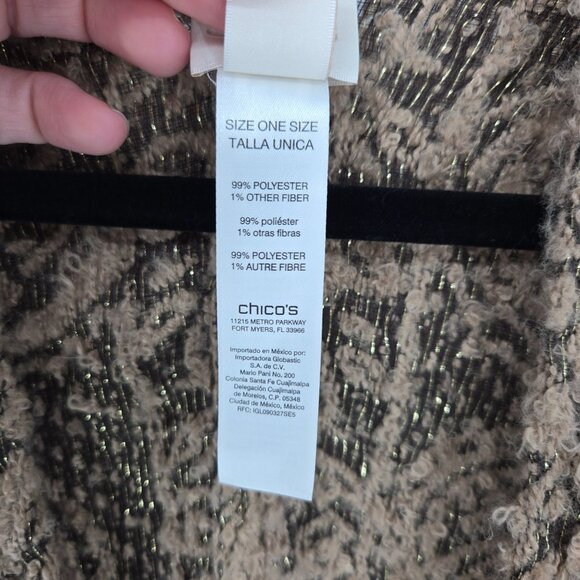 SIZE ONE SIZE
TALLA UNICA
99% POLYESTER
1% OTHER FIBER
99% poliéster
1% otras fibras
99% POLYESTER
1% AUTRE FIBRE
chico's
11215 METRO PARKWAY
FORT MYERS, FL 33966
Importado en México por:
Importadora Globastic
S.A. de C.V.
Mario Pani No. 200
Colonia Santa Fe Cuajimalpa
Delegación Cuajimalpa
de Morelos, C.P. 05348
Ciudad de México, México
RFC: IGL090327SE5